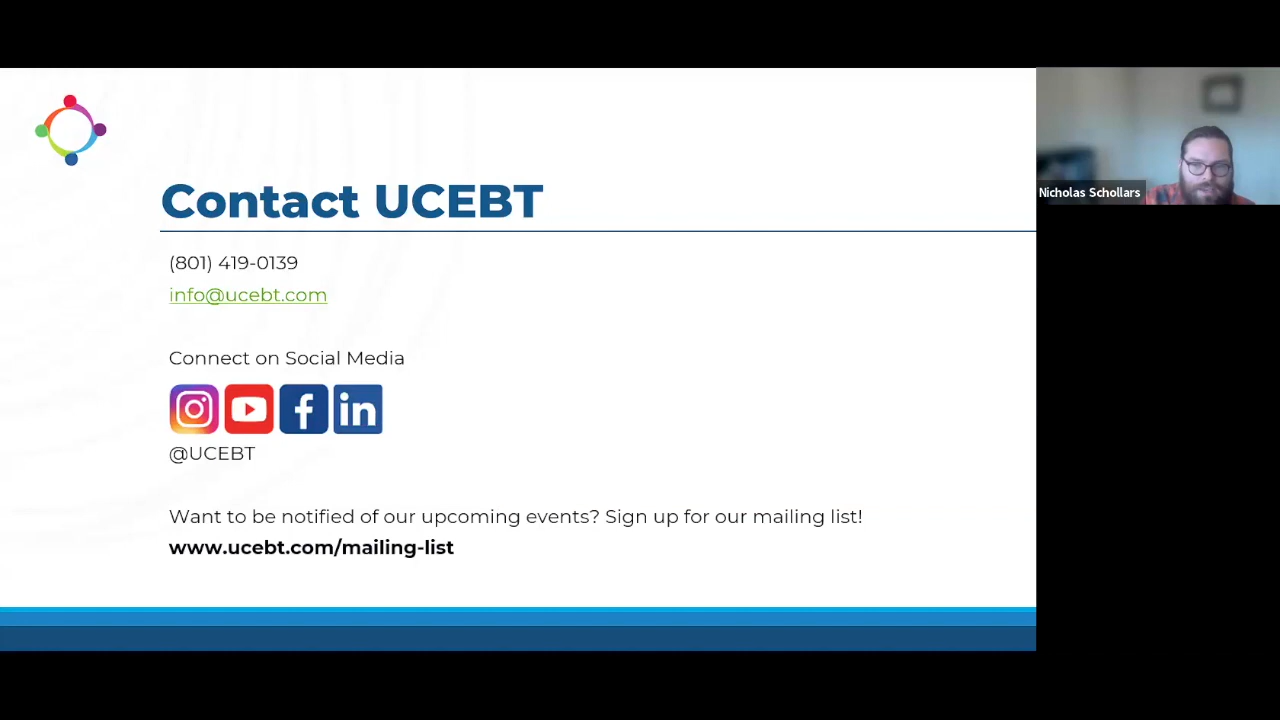 Contact UCEBT
(801) 419-0139
info@ucebt.com
Connect on Social Media
in
@UCEBT
Want to be notified of our upcoming events? Sign up for our mailing list!
www.ucebt.com/mailing-list
Nicholas Schollars